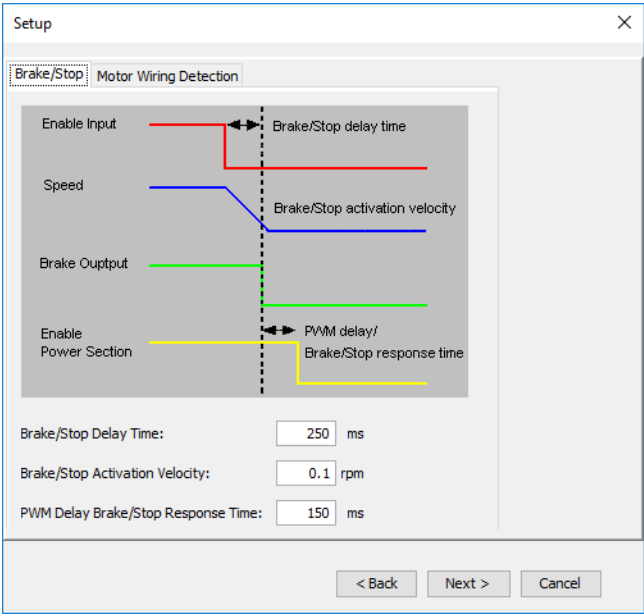 Setup
Brake/Stop
Motor Wiring Detection
Enable Input
Brake/Stop delay time
Speed
Brake/Stop activation velocity
Brake Ouptput
Enable
Power Section
PWM delay/
Brake/Stop response time
Brake/Stop Delay Time: 250 ms
Brake/Stop Activation Velocity: 0.1 rpm
PWM Delay Brake/Stop Response Time: 150 ms
< Back Next > Cancel